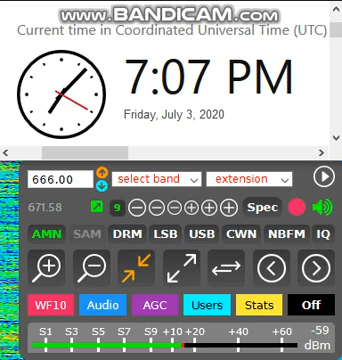 www.BANDICAM.com
Current time in Coordinated Universal Time (UTC)
7:07 PM
Friday, July 3, 2020
666.00 select band extension
671.58 9 Spec
AMN SAM DRM LSB USB CWN NBFM IQ
WF10 Audio AGC Users Stats Off
S1 S3 S5 S7 S9 +10 +20 +40 +60 -59
dBm